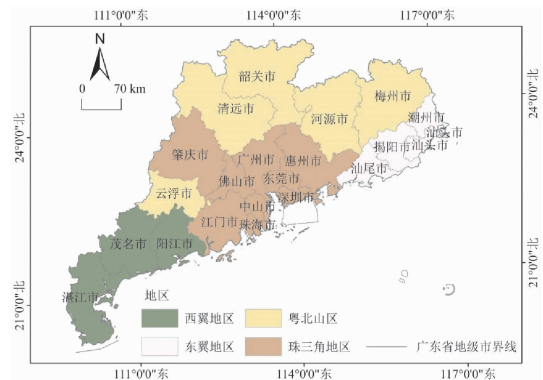 111°0'0"东 114°0'0"东 117°0'0"东
N
0 70 km
24°0'0"北
24°0'0"北
21°0'0"北
21°0'0"北
韶关市
清远市
梅州市
河源市
潮州市
汕头市
揭阳市
汕头市
肇庆市
广州市
惠州市
汕尾市
佛山市
东莞市
云浮市
深圳市
中山市
江门市
珠海市
茂名市
阳江市
湛江市
地区
西翼地区 粤北山区
东翼地区 珠三角地区 广东省地级市界线
111°0'0"东 114°0'0"东 117°0'0"东